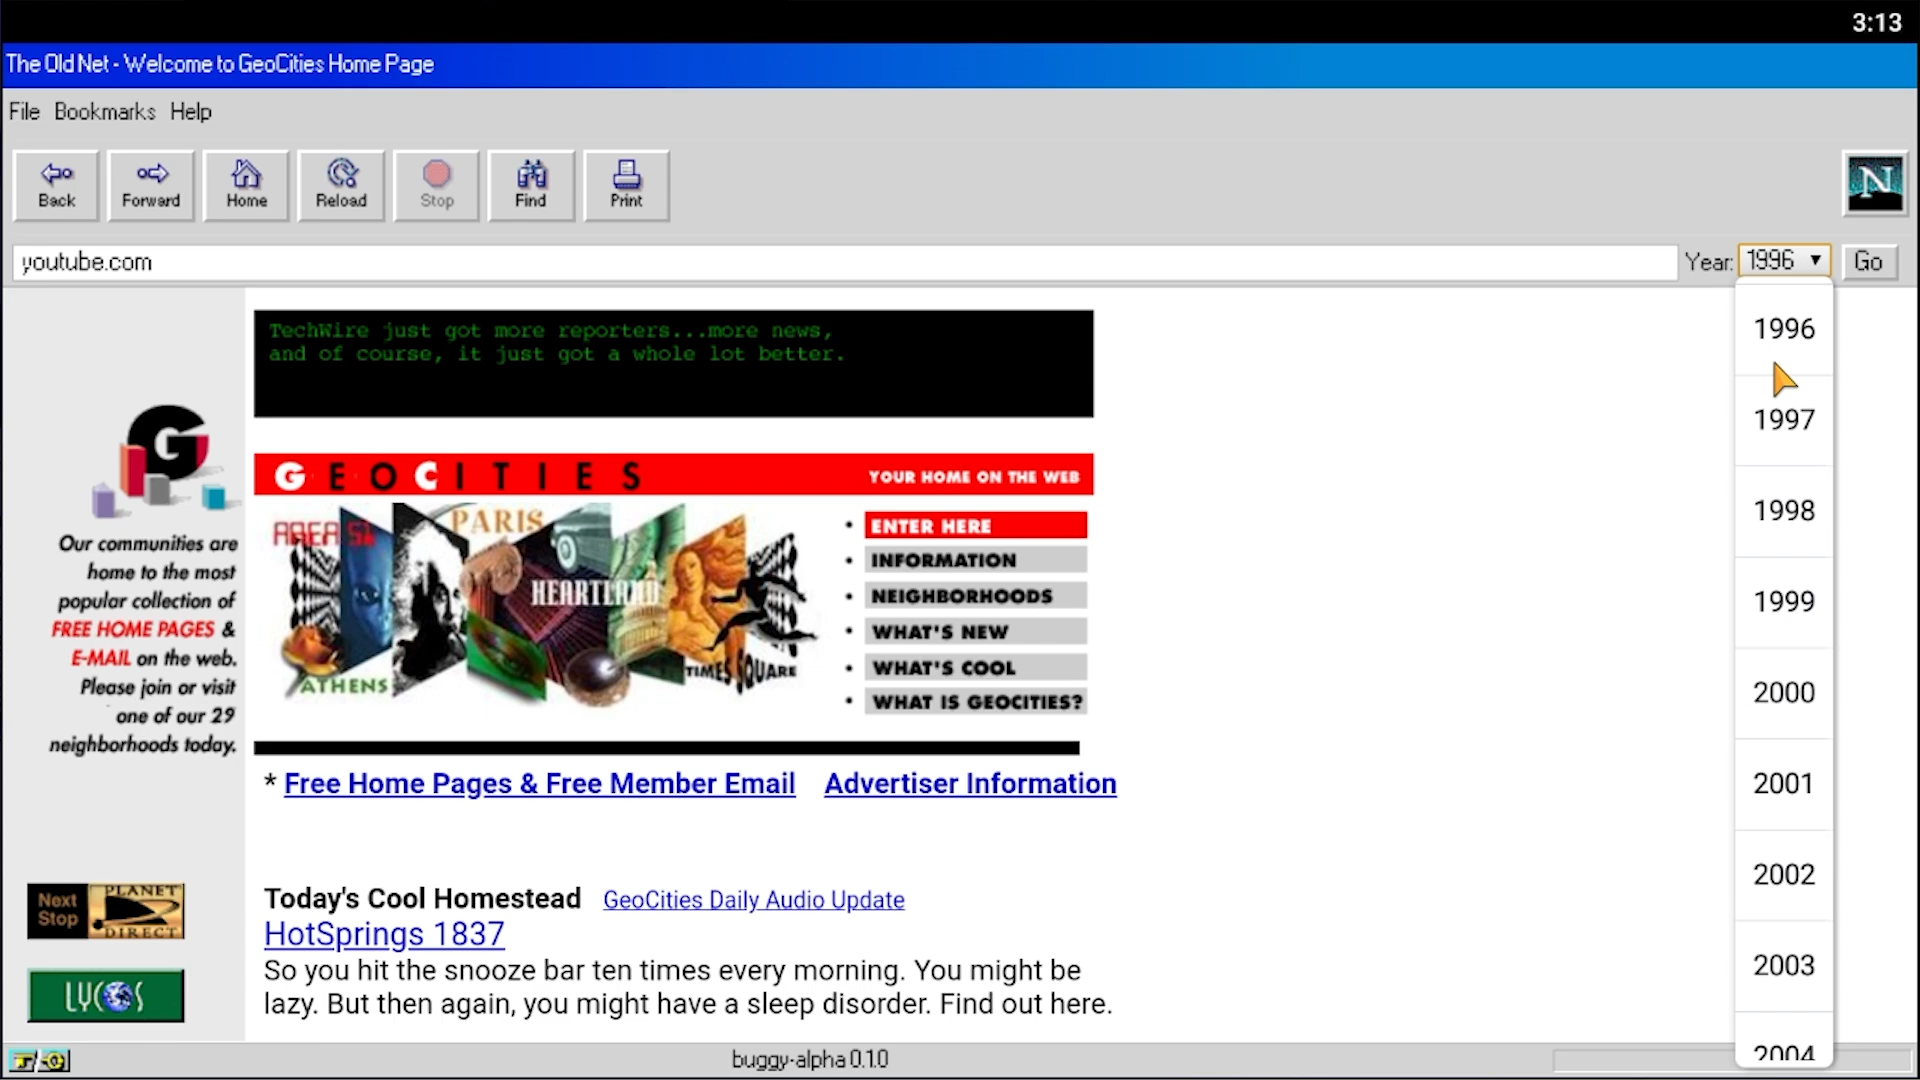 3:13
The Old Net - Welcome to GeoCities Home Page
File Bookmarks Help
Back Forward Home Reload Stop Find Print
N
youtube.com Year: 1996 ▼ Go
1996
1997
1998
1999
2000
2001
2002
2003
2004
TechWire just got more reporters...more news,
and of course, it just got a whole lot better.
G
Our communities are
home to the most
popular collection of
FREE HOME PAGES &
E-MAIL on the web.
Please join or visit
one of our 29
neighborhoods today.
GEOCITIES YOUR HOME ON THE WEB
AREA 51
PARIS
HEARTLAND
ATHENS
TIMES SQUARE
• ENTER HERE
• INFORMATION
• NEIGHBORHOODS
• WHAT'S NEW
• WHAT'S COOL
• WHAT IS GEOCITIES?
* Free Home Pages & Free Member Email Advertiser Information
Next
Stop
PLANET
DIRECT
LYCOS
Today's Cool Homestead GeoCities Daily Audio Update
HotSprings 1837
So you hit the snooze bar ten times every morning. You might be
lazy. But then again, you might have a sleep disorder. Find out here.
buggy-alpha 0.1.0